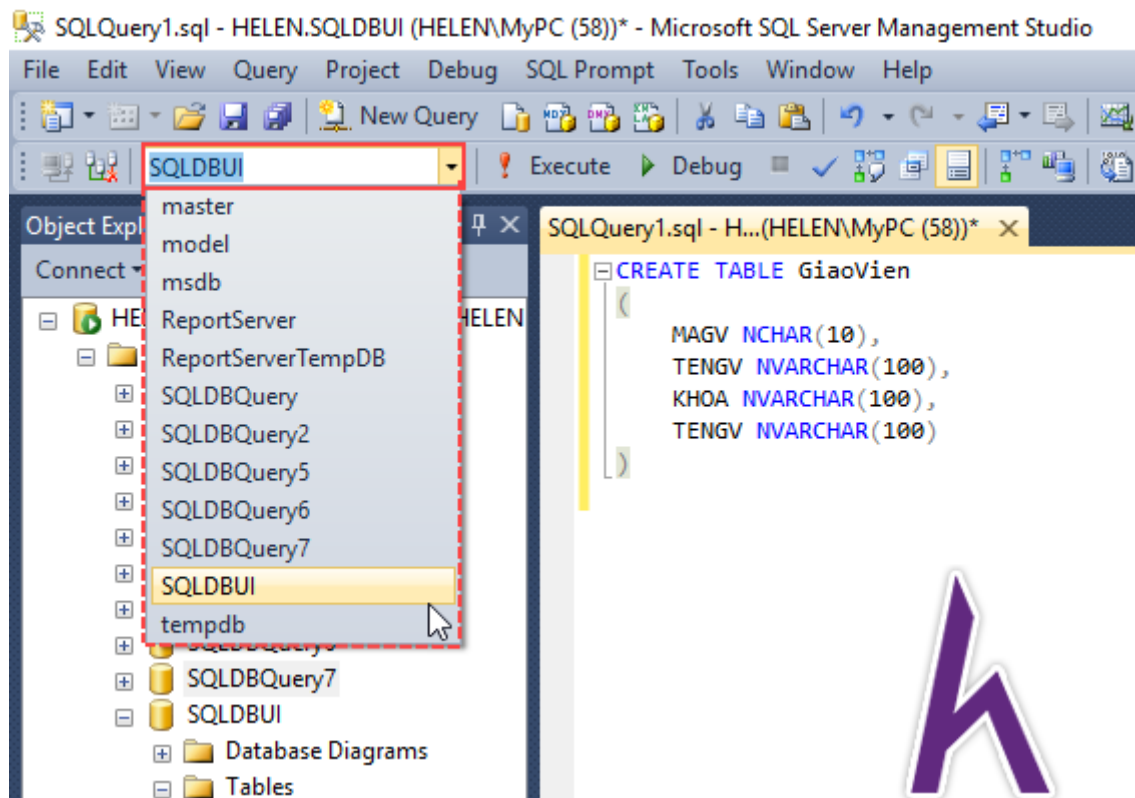 SQLQuery1.sql - HELEN.SQLDBUI (HELEN\MyPC (58))* - Microsoft SQL Server Management Studio
File Edit View Query Project Debug SQL Prompt Tools Window Help
New Query
SQLDBUI
Execute Debug
master
model
msdb
ReportServer
ReportServerTempDB
SQLDBQuery
SQLDBQuery2
SQLDBQuery5
SQLDBQuery6
SQLDBQuery7
SQLDBUI
tempdb
Object Expl
Connect
HE HELEN
SQLDBQuery7
SQLDBUI
Database Diagrams
Tables
SQLQuery1.sql - H...(HELEN\MyPC (58))*
CREATE TABLE GiaoVien
(
MAGV NCHAR(10),
TENGV NVARCHAR(100),
KHOA NVARCHAR(100),
TENGV NVARCHAR(100)
)